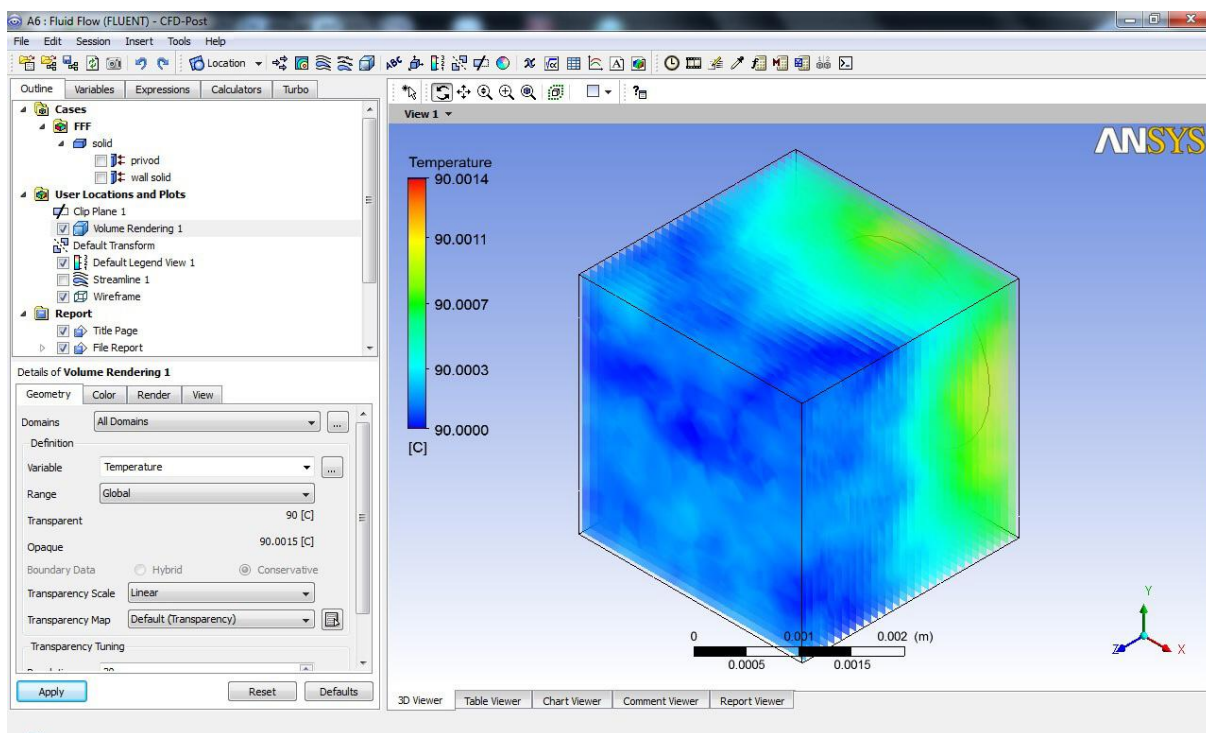 A6 : Fluid Flow (FLUENT) - CFD-Post
File Edit Session Insert Tools Help
Location
Outline Variables Expressions Calculators Turbo
Cases
FFF
solid
privod
wall solid
User Locations and Plots
Clip Plane 1
Volume Rendering 1
Default Transform
Default Legend View 1
Streamline 1
Wireframe
Report
Title Page
File Report
Details of Volume Rendering 1
Geometry Color Render View
Domains All Domains ...
Definition
Variable Temperature ...
Range Global
Transparent 90 [C]
Opaque 90.0015 [C]
Boundary Data Hybrid Conservative
Transparency Scale Linear
Transparency Map Default (Transparency)
Transparency Tuning
Apply Reset Defaults
View 1
ANSYS
Temperature
90.0014
90.0011
90.0007
90.0003
90.0000
[C]
0 0.001 0.002 (m)
0.0005 0.0015
Y
Z X
3D Viewer Table Viewer Chart Viewer Comment Viewer Report Viewer